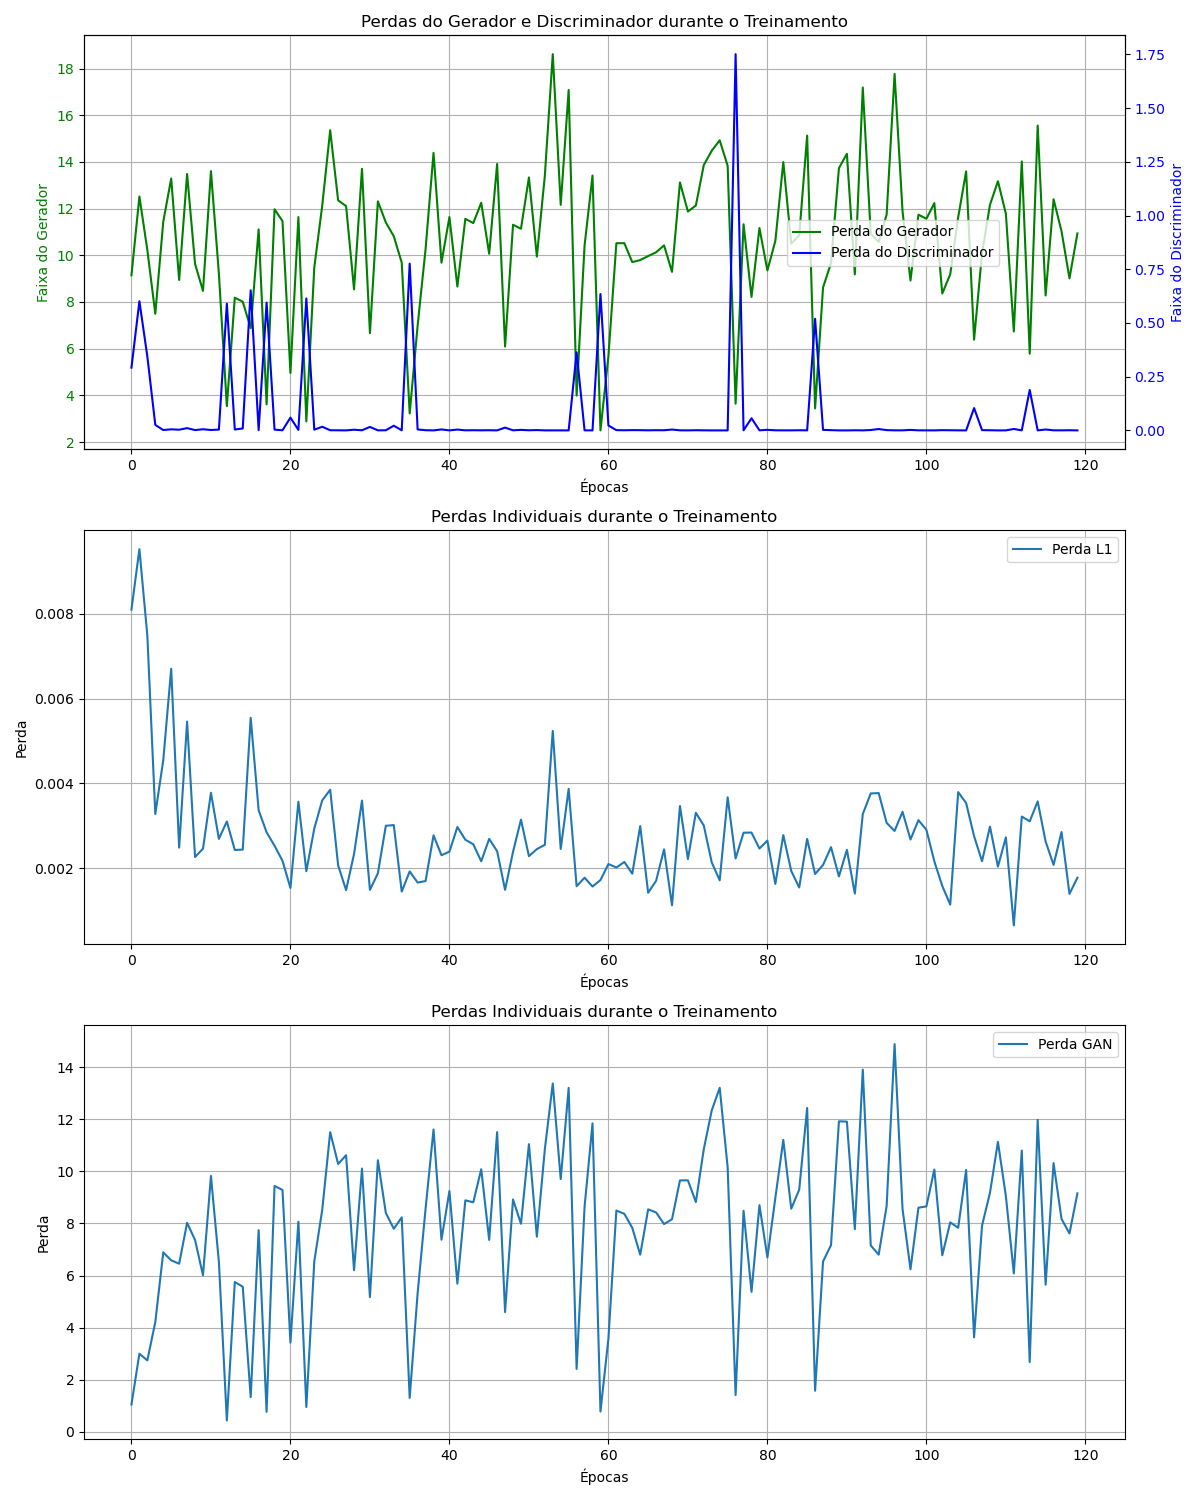 Perdas do Gerador e Discriminador durante o Treinamento
Faixa do Gerador
18
16
14
12
10
8
6
4
2
1.75
1.50
1.25
1.00
0.75
0.50
0.25
0.00
Faixa do Discriminador
Perda do Gerador
Perda do Discriminador
0 20 40 60 80 100 120
Épocas
Perdas Individuais durante o Treinamento
Perda
0.008
0.006
0.004
0.002
Perda L1
0 20 40 60 80 100 120
Épocas
Perdas Individuais durante o Treinamento
Perda
14
12
10
8
6
4
2
0
Perda GAN
0 20 40 60 80 100 120
Épocas